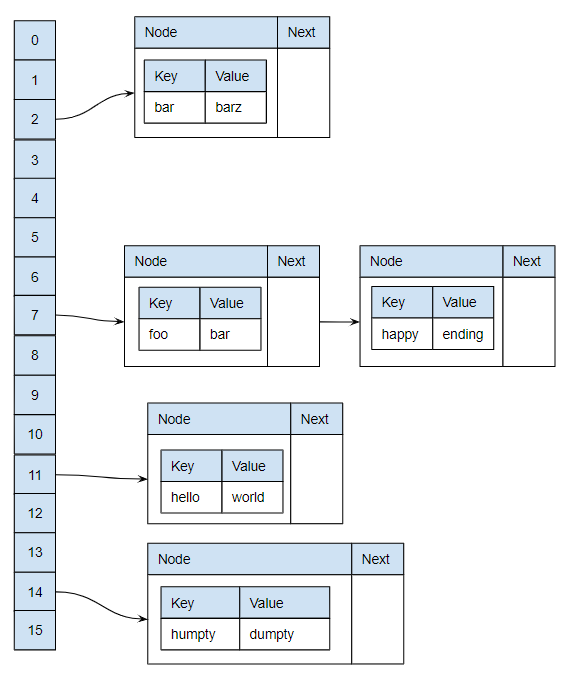 0
1
2
3
4
5
6
7
8
9
10
11
12
13
14
15
Node Next
Key Value
bar barz
Node Next
Key Value
foo bar
Node Next
Key Value
happy ending
Node Next
Key Value
hello world
Node Next
Key Value
humpty dumpty